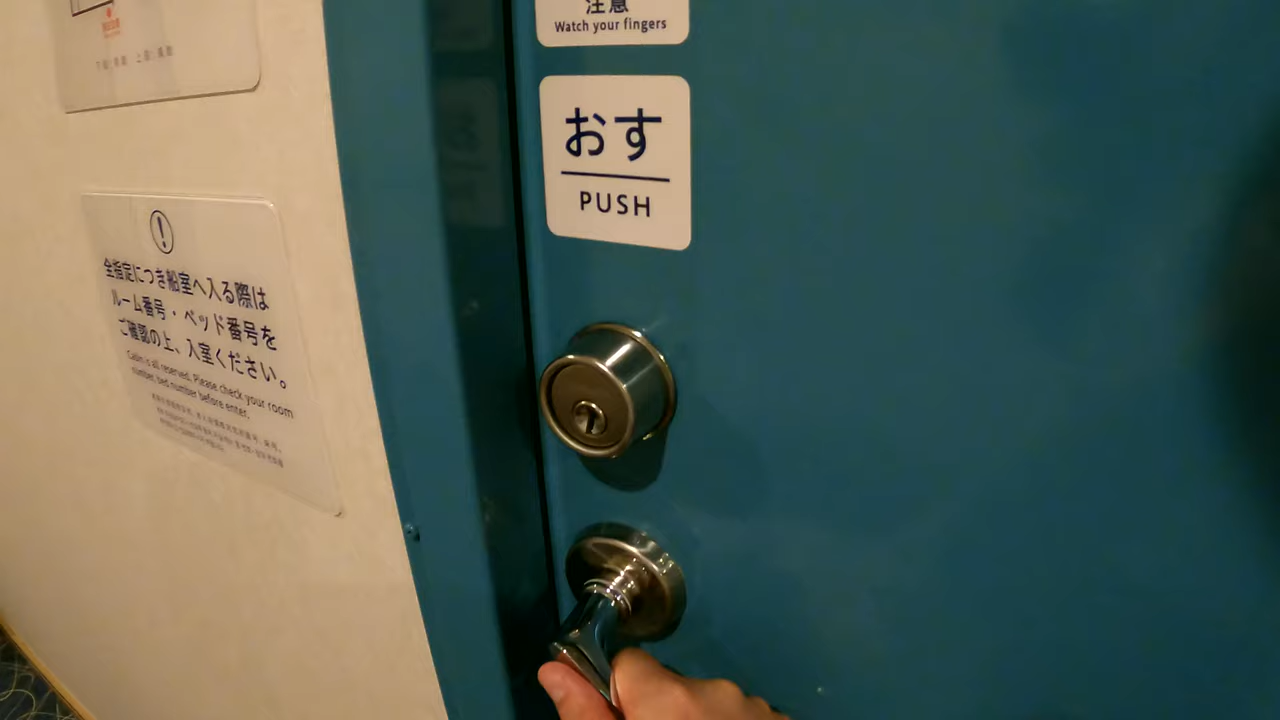 注意
Watch your fingers
おす
PUSH
全指定につき船室へ入る際は
ルーム番号・ベッド番号を
ご確認の上、入室ください。
Cabin is all reserved. Please check your room
number, bed number before enter.